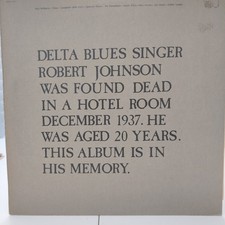 DELTA BLUES SINGER
ROBERT JOHNSON
WAS FOUND DEAD
IN A HOTEL ROOM
DECEMBER 1937. HE
WAS AGED 20 YEARS.
THIS ALBUM IS IN
HIS MEMORY.